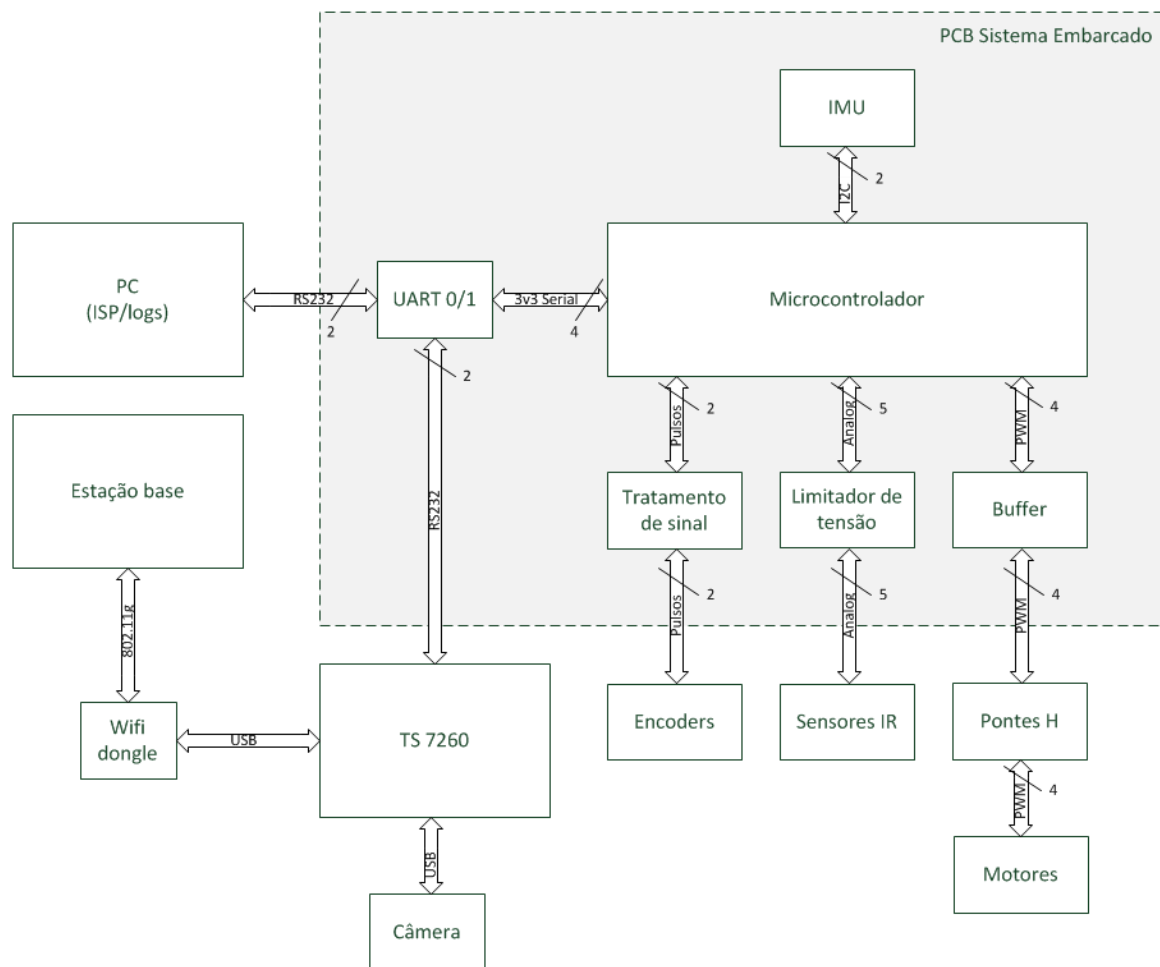 PCB Sistema Embarcado
IMU
2
I2C
PC
(ISP/logs)
RS232
2
UART 0/1
3v3 Serial
4
Microcontrolador
2
RS232
Pulsos
2
Analog
5
PWM
4
Estação base
Tratamento
de sinal
Limitador de
tensão
Buffer
802.11g
Pulsos
2
Analog
5
PWM
4
Wifi
dongle
USB
TS 7260
Encoders
Sensores IR
Pontes H
PWM
4
USB
Câmera
Motores